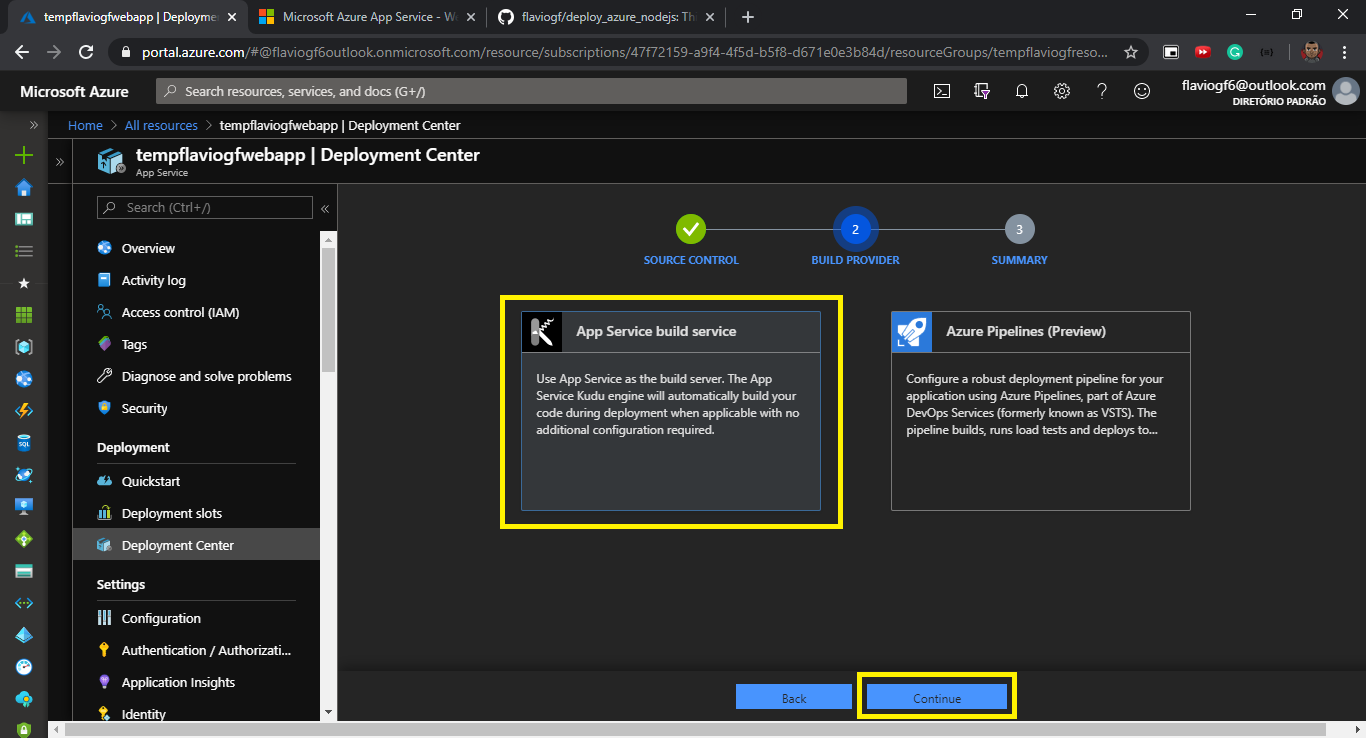 tempflaviogfwebapp | Deployme
Microsoft Azure App Service - We
flaviogf/deploy_azure_nodejs: Th
portal.azure.com/#@flaviogf6outlook.onmicrosoft.com/resource/subscriptions/47f72159-a9f4-4f5d-b5f8-d671e0e3b84d/resourceGroups/tempflaviogfreso...
Microsoft Azure
Search resources, services, and docs (G+/)
flaviogf6@outlook.com
DIRETÓRIO PADRÃO
Home > All resources > tempflaviogfwebapp | Deployment Center
tempflaviogfwebapp | Deployment Center
App Service
Search (Ctrl+/)
Overview
Activity log
Access control (IAM)
Tags
Diagnose and solve problems
Security
Deployment
Quickstart
Deployment slots
Deployment Center
Settings
Configuration
Authentication / Authorizati...
Application Insights
Identity
2
3
SOURCE CONTROL
BUILD PROVIDER
SUMMARY
App Service build service
Use App Service as the build server. The App
Service Kudu engine will automatically build your
code during deployment when applicable with no
additional configuration required.
Azure Pipelines (Preview)
Configure a robust deployment pipeline for your
application using Azure Pipelines, part of Azure
DevOps Services (formerly known as VSTS). The
pipeline builds, runs load tests and deploys to...
Back
Continue
SQL